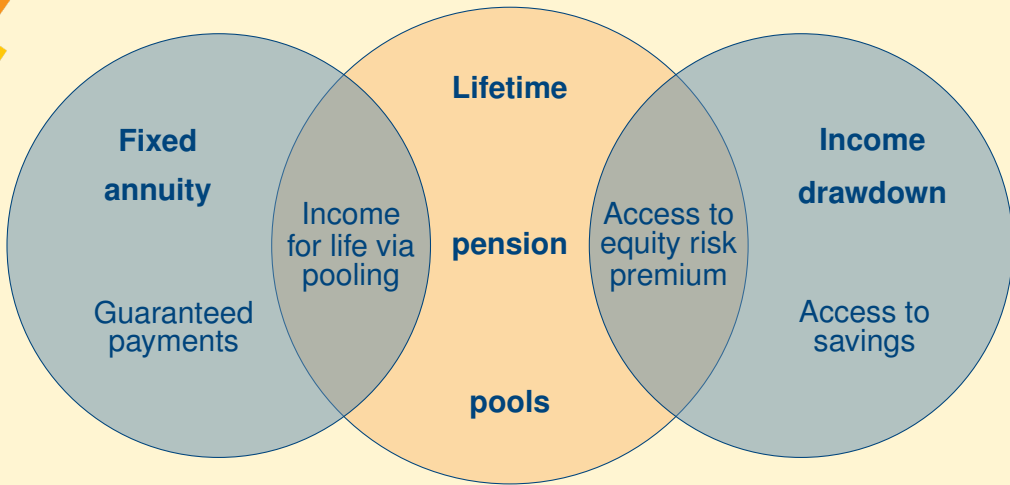 Fixed
annuity
Guaranteed
payments
Income
for life via
pooling
Lifetime
pension
pools
Access to
equity risk
premium
Income
drawdown
Access to
savings